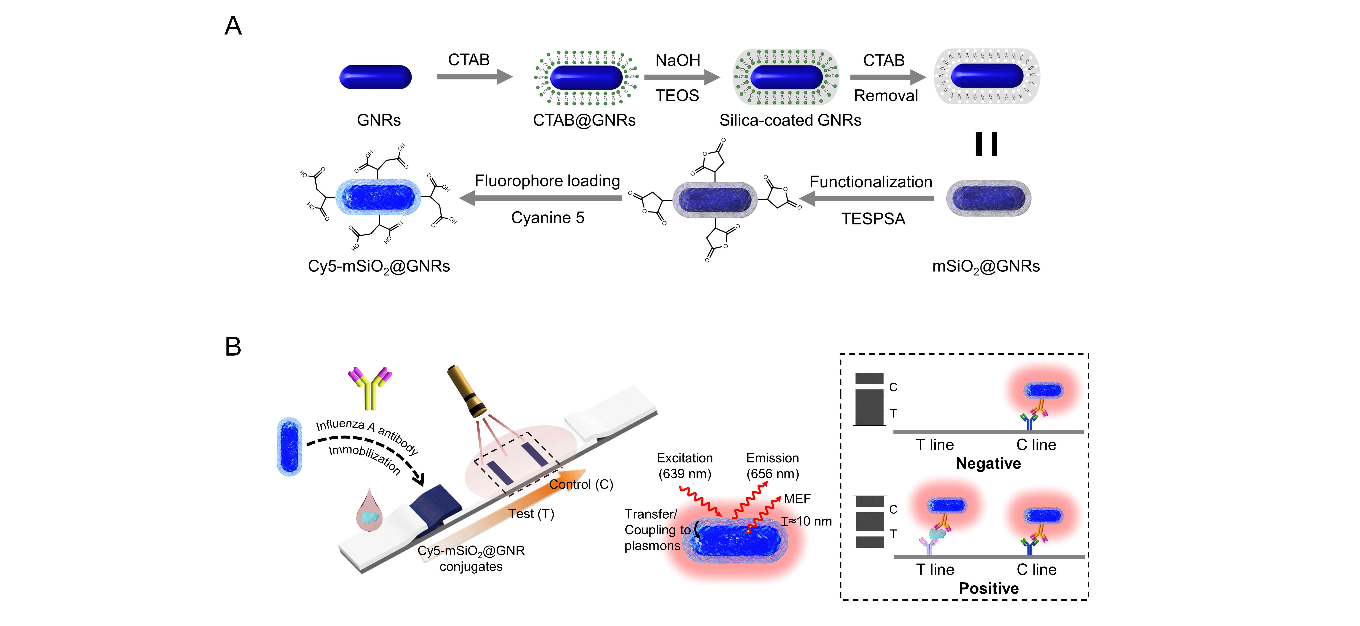 A
CTAB
NaOH
CTAB
TEOS
Removal
GNRs
CTAB@GNRs
Silica-coated GNRs
Fluorophore loading
Functionalization
Cyanine 5
TESPSA
Cy5-mSiO₂@GNRs
mSiO₂@GNRs
B
Influenza A antibody
Immobilization
Control (C)
Test (T)
Cy5-mSiO₂@GNR
conjugates
Excitation
(639 nm)
Emission
(656 nm)
MEF
I≈10 nm
Transfer/
Coupling to
plasmons
C
T
T line
C line
Negative
C
T
T line
C line
Positive